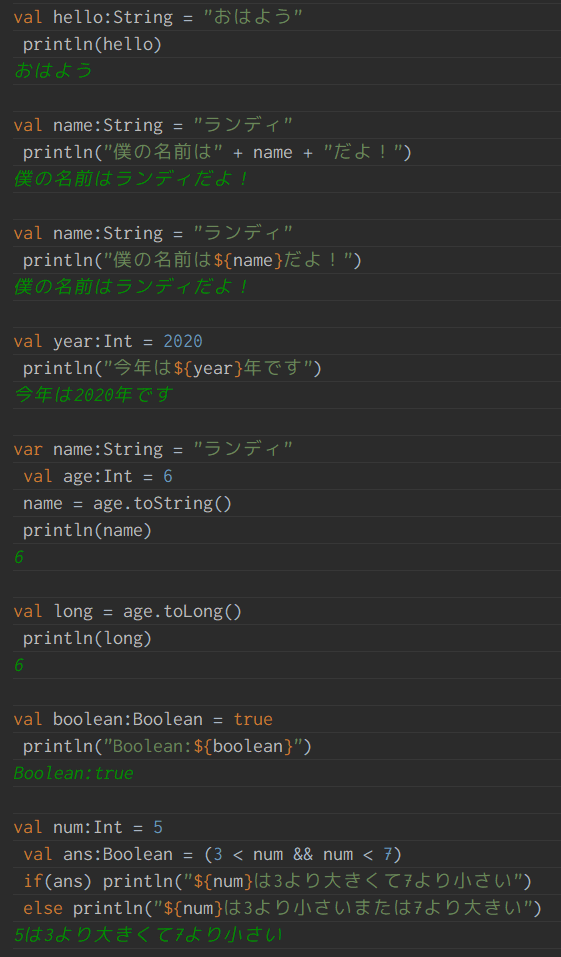 val hello:String = "おはよう"
println(hello)
おはよう
val name:String = "ランディ"
println("僕の名前は" + name + "だよ！")
僕の名前はランディだよ！
val name:String = "ランディ"
println("僕の名前は${name}だよ！")
僕の名前はランディだよ！
val year:Int = 2020
println("今年は${year}年です")
今年は2020年です
var name:String = "ランディ"
val age:Int = 6
name = age.toString()
println(name)
6
val long = age.toLong()
println(long)
6
val boolean:Boolean = true
println("Boolean:${boolean}")
Boolean:true
val num:Int = 5
val ans:Boolean = (3 < num && num < 7)
if(ans) println("${num}は3より大きくて7より小さい")
else println("${num}は3より小さいまたは7より大きい")
5は3より大きくて7より小さい